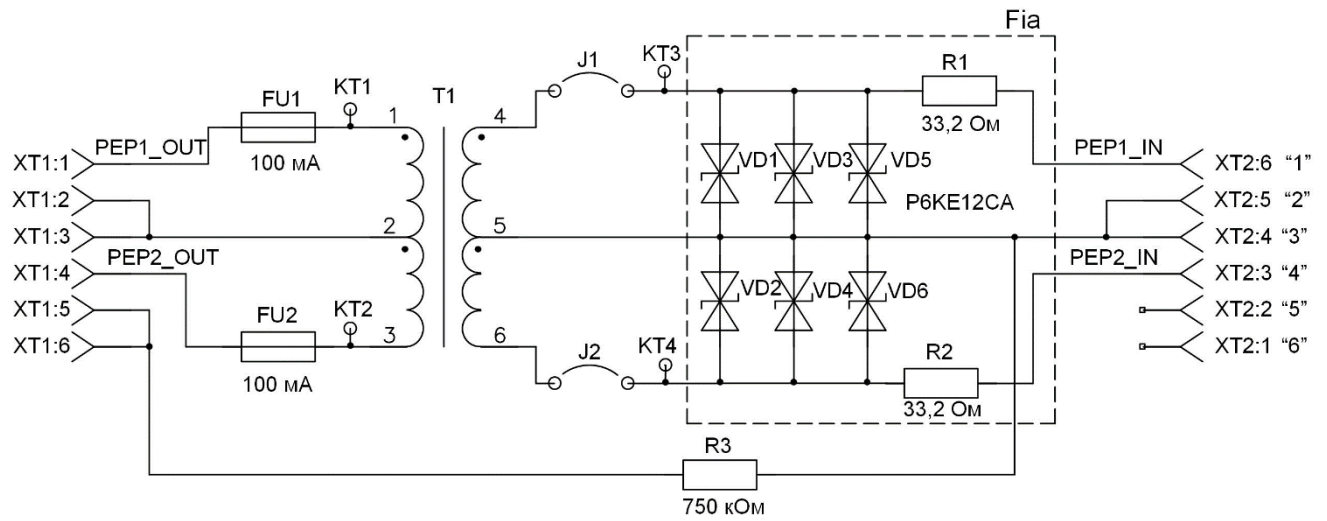 Fia
J1
KT3
R1
33,2 Ом
FU1
KT1
T1
100 мА
1
4
XT1:1
PEP1_OUT
VD1
VD3
VD5
PEP1_IN
XT2:6 “1”
XT1:2
P6KE12CA
XT2:5 “2”
XT1:3
2
5
XT2:4 “3”
XT1:4
PEP2_OUT
PEP2_IN
XT2:3 “4”
XT1:5
KT2
VD2
VD4
VD6
XT2:2 “5”
XT1:6
FU2
3
6
XT2:1 “6”
100 мА
J2
KT4
R2
33,2 Ом
R3
750 кОм